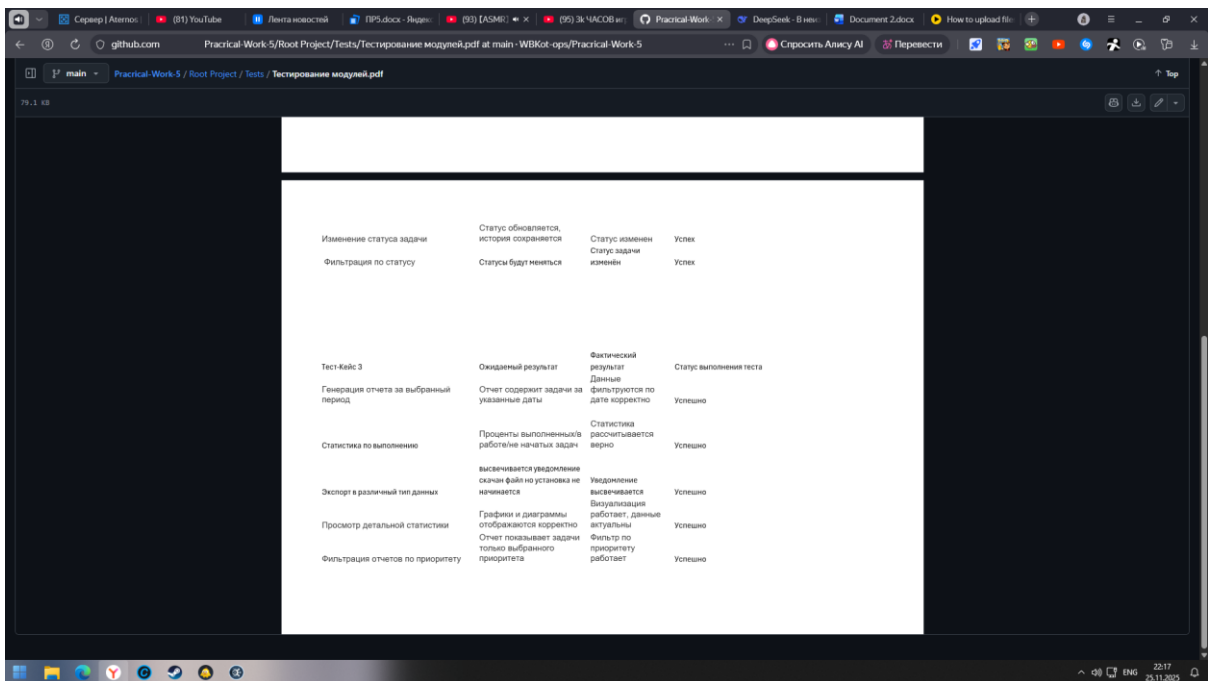 Сервер | Aternos
(81) YouTube
Лента новостей
ПР5.docx - Яндекс
(93) [ASMR]
(95) 3k ЧАСОВ иг
Pracrical-Work
DeepSeek - В нен
Document 2.docx
How to upload file
github.com
Pracrical-Work-5/Root Project/Tests/Тестирование модулей.pdf at main · WBKot-ops/Pracrical-Work-5
Спросить Алису AI
Перевести
main
Pracrical-Work-5 / Root Project / Tests / Тестирование модулей.pdf
Top
79.1 KB
Изменение статуса задачи
Статус обновляется,
история сохраняется
Статус изменен
Успех
Фильтрация по статусу
Статусы будут меняться
Статус задачи
изменён
Успех
Тест-Кейс 3
Ожидаемый результат
Фактический
результат
Статус выполнения теста
Генерация отчета за выбранный
период
Отчет содержит задачи за
указанные даты
Данные
фильтруются по
дате корректно
Успешно
Статистика по выполнению
Проценты выполненных/в
работе/не начатых задач
Статистика
рассчитывается
верно
Успешно
Экспорт в различный тип данных
высвечивается уведомление
скачан файл но установка не
начинается
Уведомление
высвечивается
Успешно
Просмотр детальной статистики
Графики и диаграммы
отображаются корректно
Визуализация
работает, данные
актуальны
Успешно
Фильтрация отчетов по приоритету
Отчет показывает задачи
только выбранного
приоритета
Фильтр по
приоритету
работает
Успешно
ENG
22:17
25.11.2025